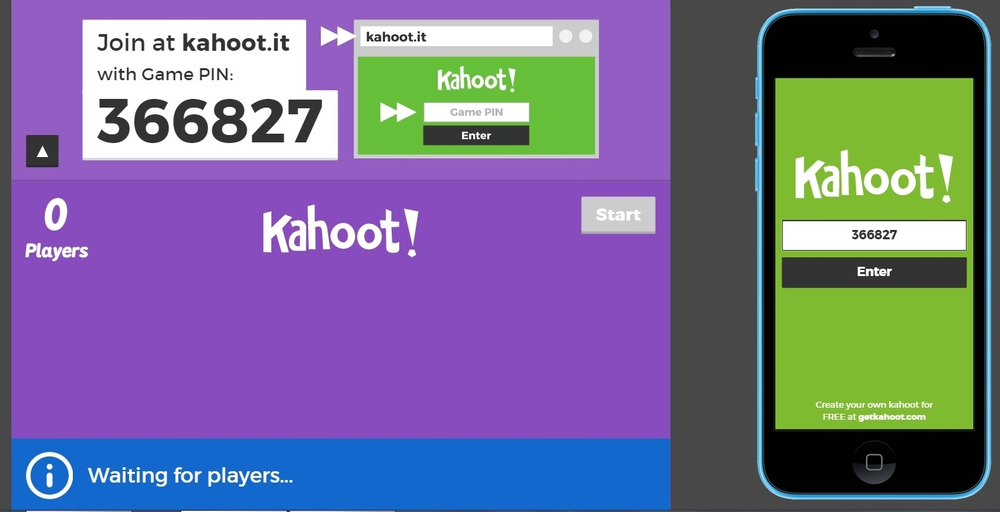 Join at kahoot.it
with Game PIN:
366827
kahoot.it
Kahoot!
Game PIN
Enter
0
Players
Kahoot!
Start
Waiting for players...
Kahoot!
366827
Enter
Create your own kahoot for
FREE at getkahoot.com